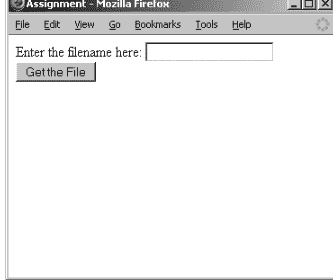 Assignment - Mozilla Firefox
File Edit View Go Bookmarks Tools Help
Enter the filename here:
Get the File